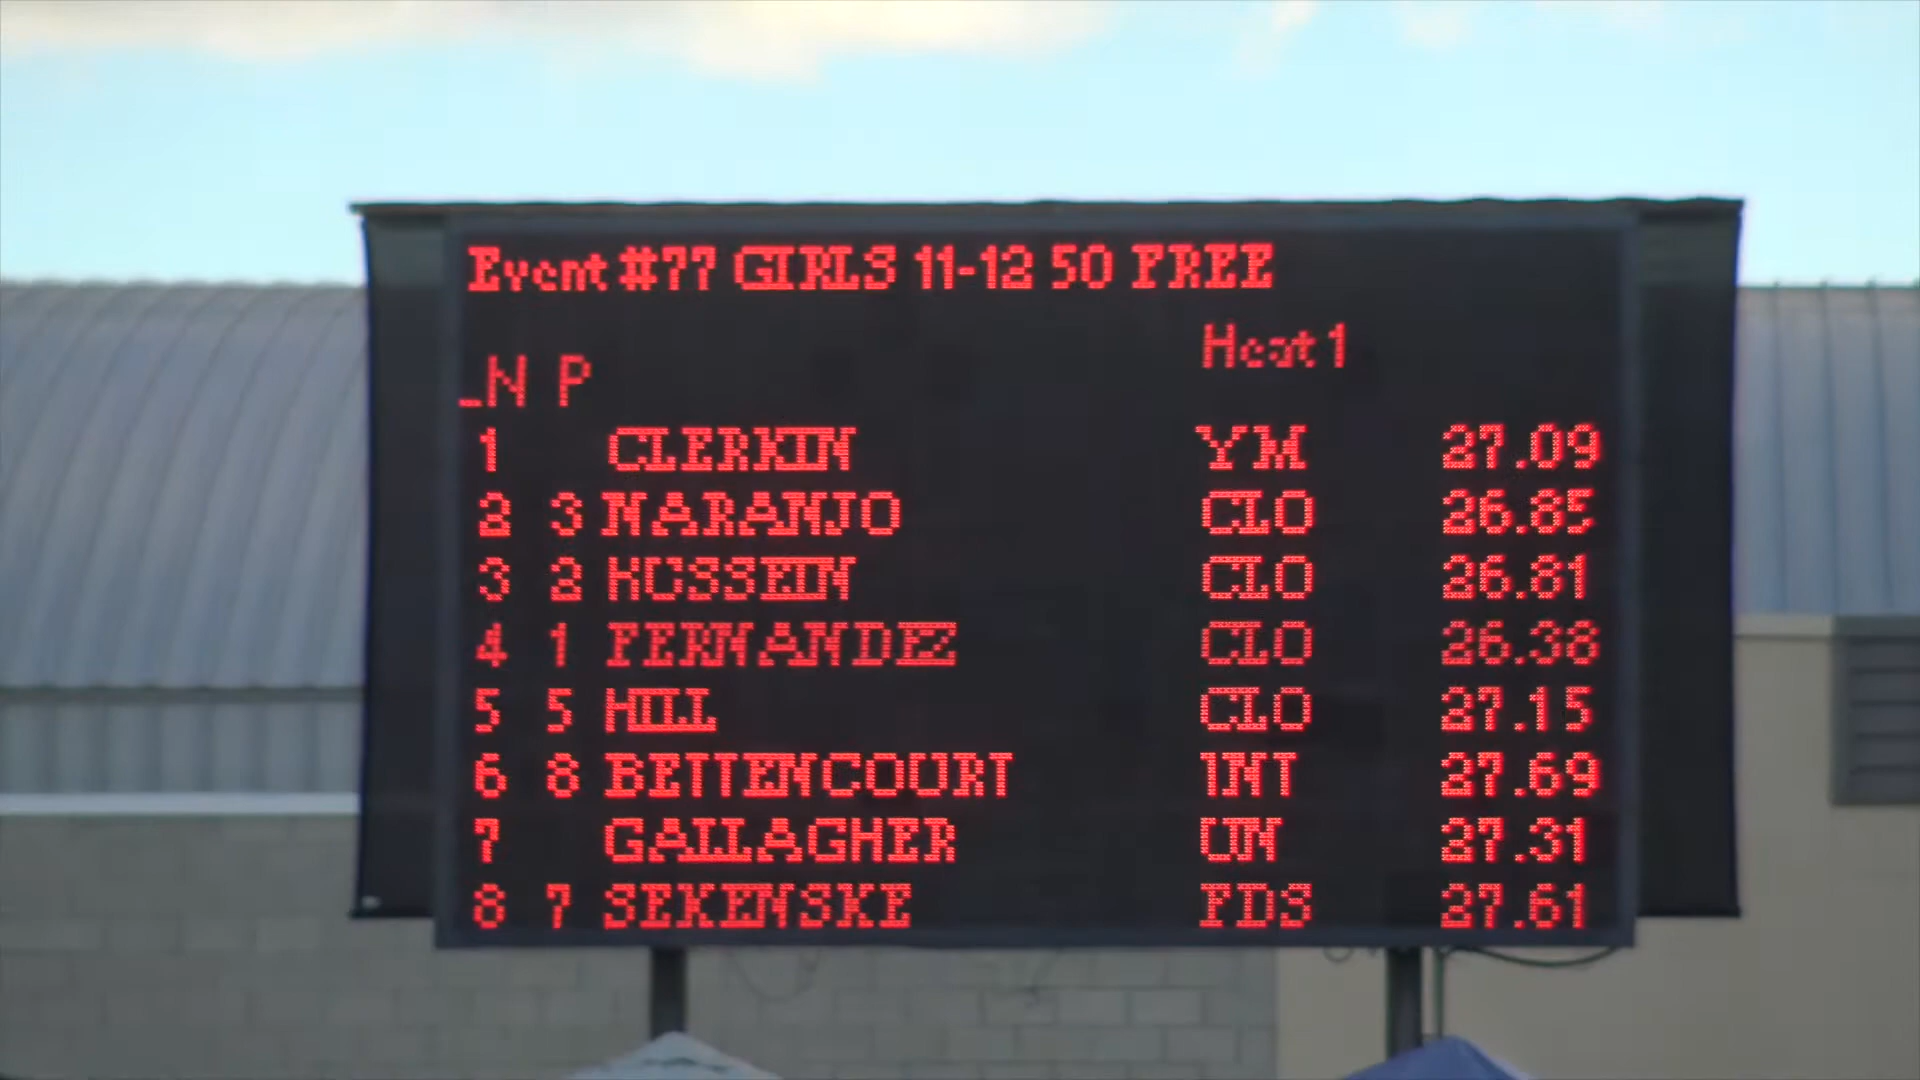 Event #77 GIRLS 11-12 50 FREE
Heat 1
_N P
1 CLERKIN YM 27.09
2 3 NARANJO CLO 26.85
3 2 HOSSEIN CLO 26.81
4 1 FERNANDEZ CLO 26.38
5 5 HILL CLO 27.15
6 8 BETTENCOURT INT 27.69
7 GALLAGHER UN 27.31
8 7 SEKENSKE PDS 27.61